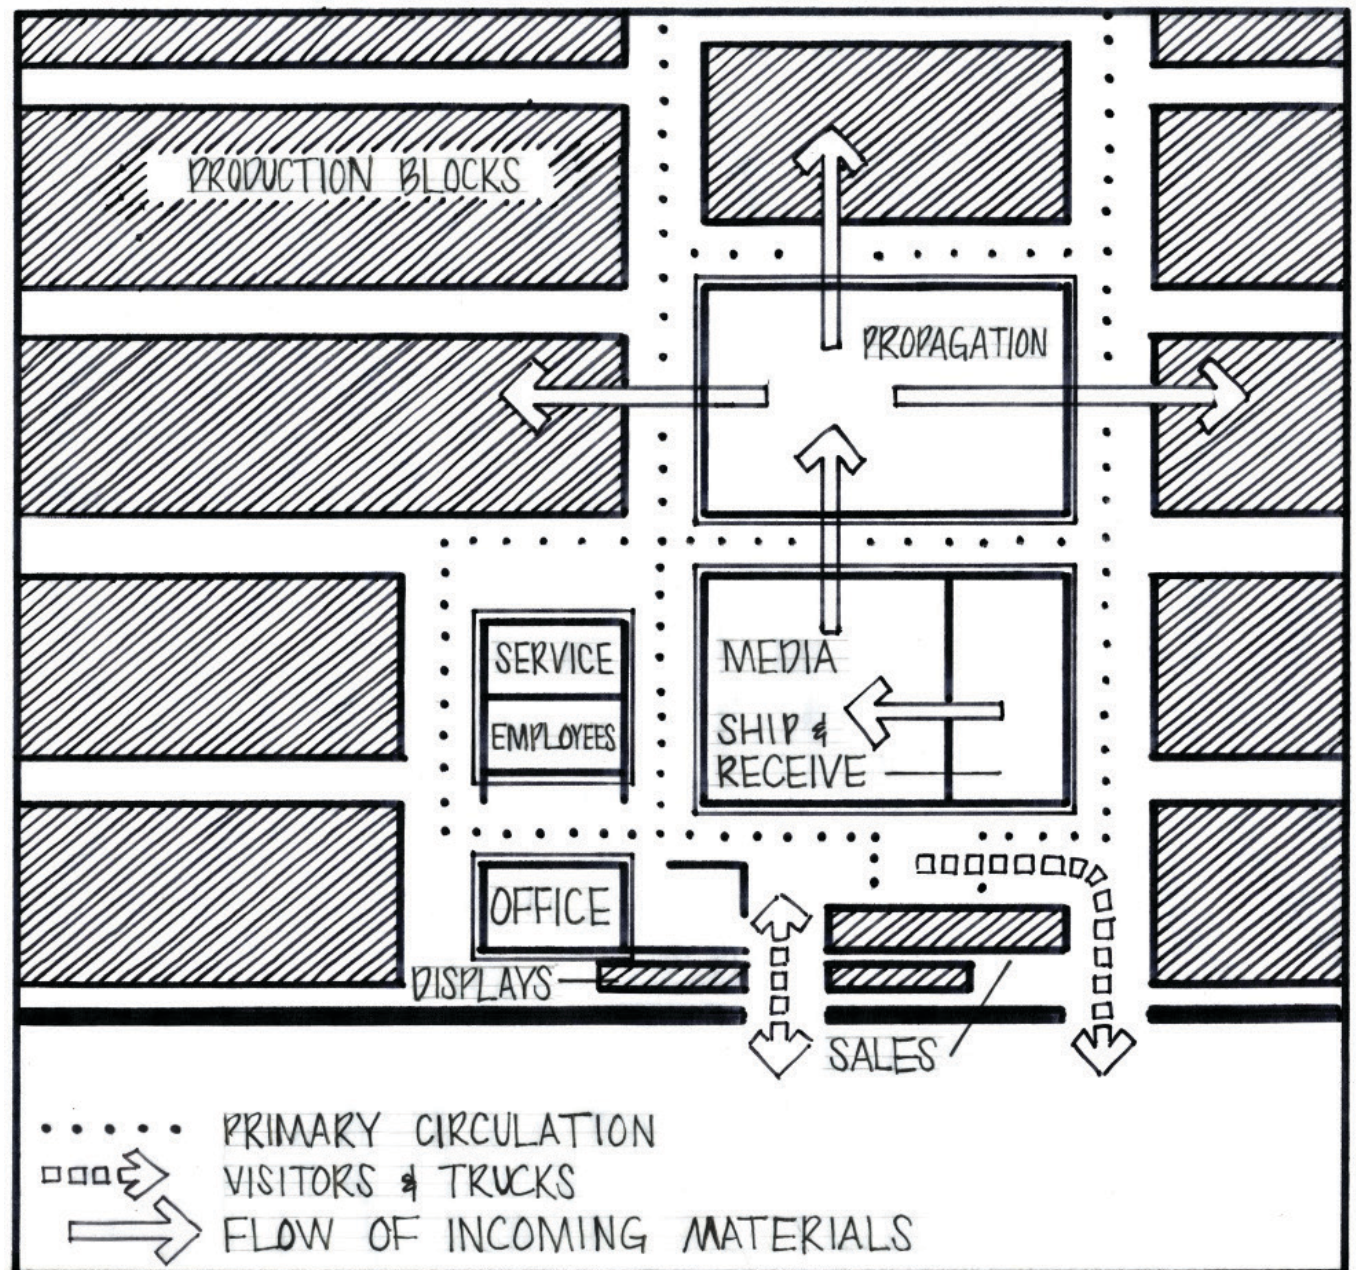 PRODUCTION BLOCKS
PROPAGATION
SERVICE
EMPLOYEES
MEDIA
SHIP &
RECEIVE
OFFICE
DISPLAYS
SALES
PRIMARY CIRCULATION
VISITORS & TRUCKS
FLOW OF INCOMING MATERIALS